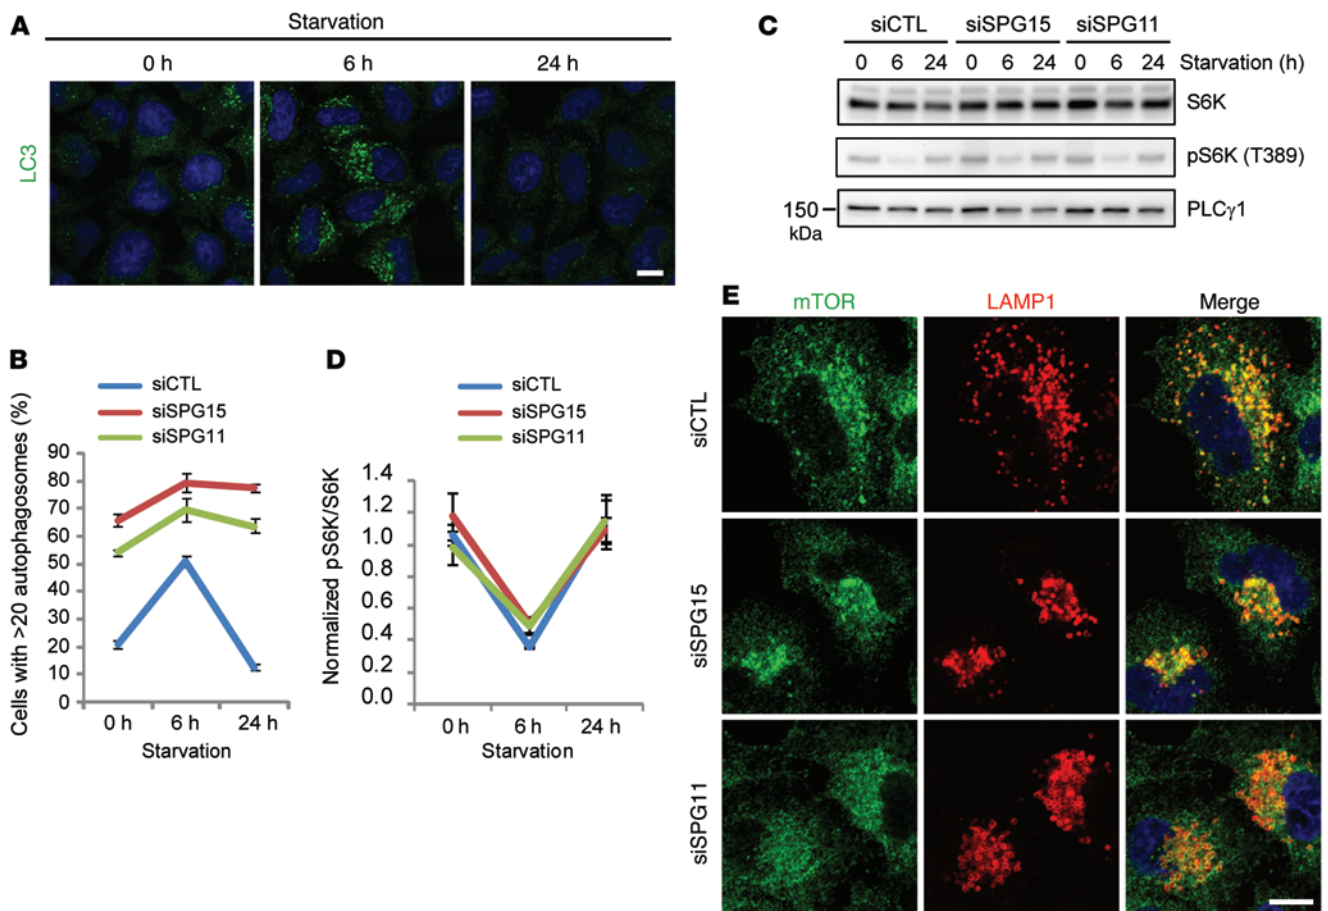 A
Starvation
0 h 6 h 24 h
LC3
B
siCTL
siSPG15
siSPG11
Cells with >20 autophagosomes (%)
90
80
70
60
50
40
30
20
10
0
0 h 6 h 24 h
Starvation
D
siCTL
siSPG15
siSPG11
Normalized pS6K/S6K
1.4
1.2
1.0
0.8
0.6
0.4
0.2
0.0
0 h 6 h 24 h
Starvation
C
siCTL siSPG15 siSPG11
0 6 24 0 6 24 0 6 24 Starvation (h)
S6K
pS6K (T389)
150 PLCγ1
kDa
E
mTOR LAMP1 Merge
siCTL
siSPG15
siSPG11